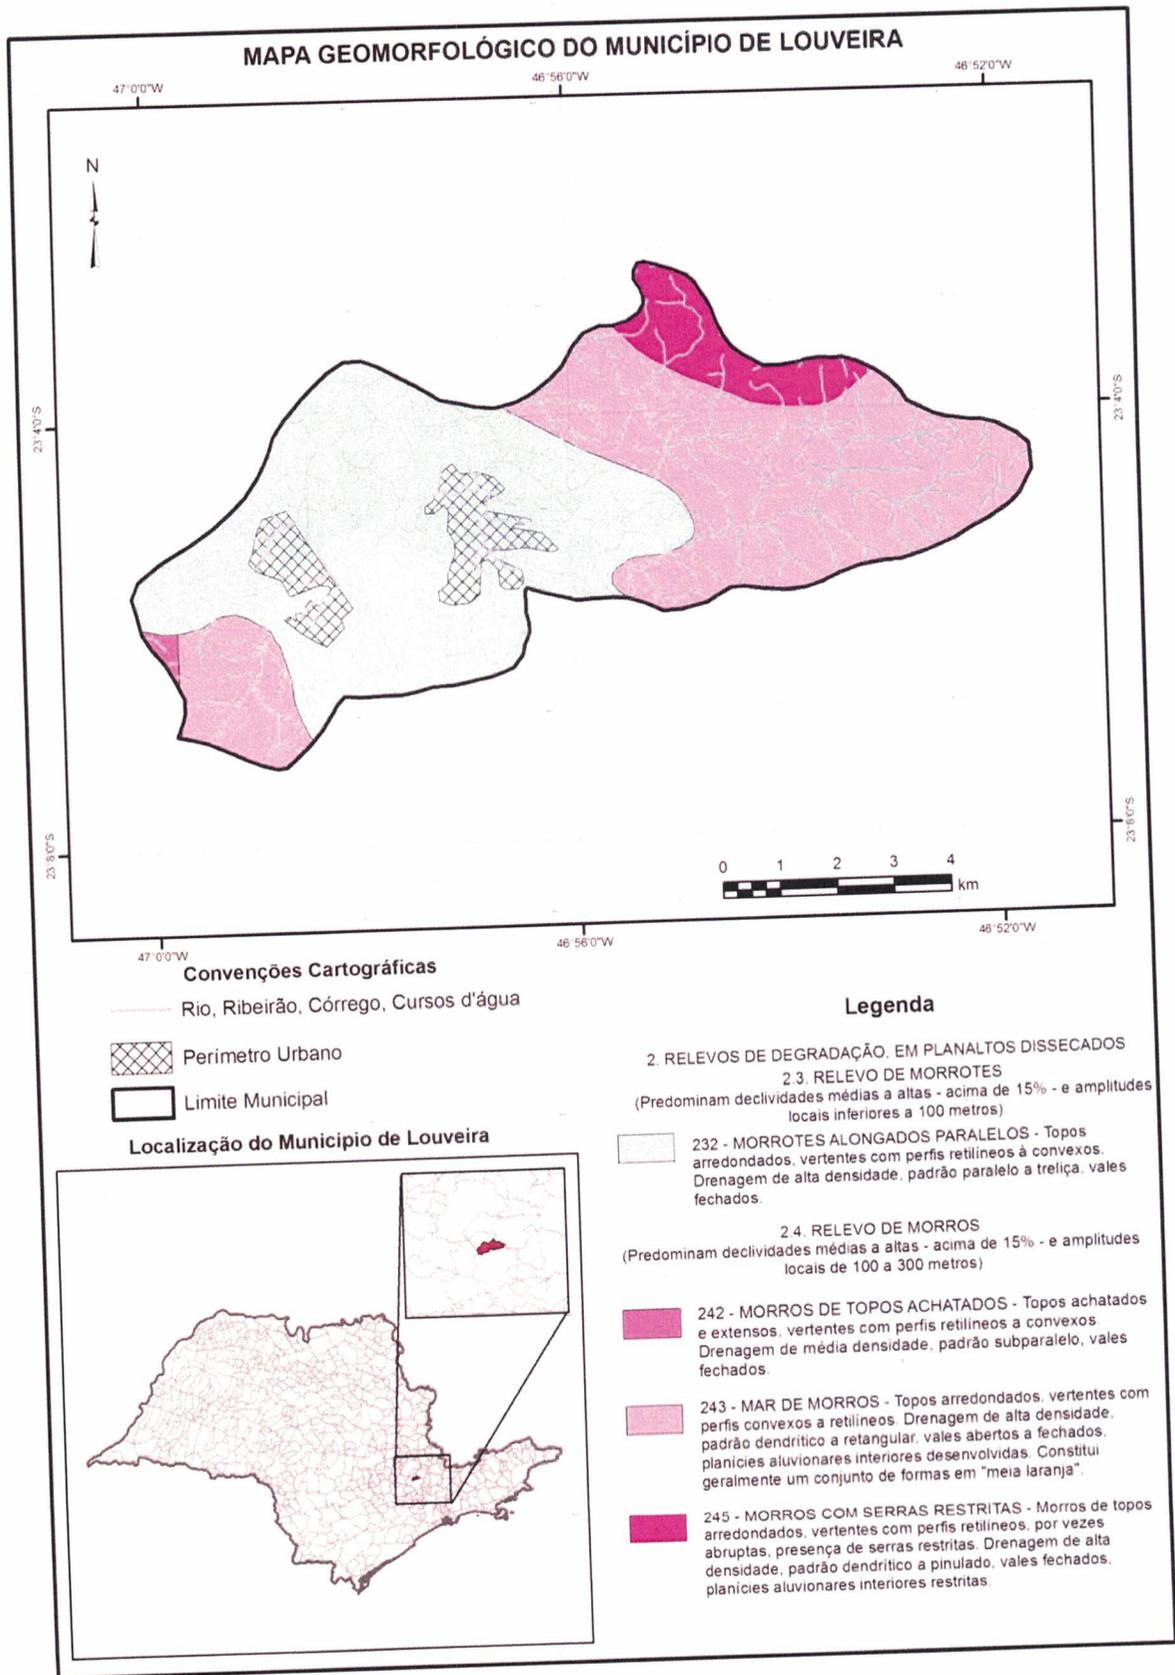 MAPA GEOMORFOLÓGICO DO MUNICÍPIO DE LOUVEIRA
47°0'0"W
46°56'0"W
46°52'0"W
N
23°4'0"S
23°4'0"S
23°8'0"S
23°8'0"S
0 1 2 3 4
km
47°0'0"W
46°56'0"W
46°52'0"W
Convenções Cartográficas
Rio, Ribeirão, Córrego, Cursos d'água
Perímetro Urbano
Limite Municipal
Localização do Município de Louveira
Legenda
2. RELEVOS DE DEGRADAÇÃO, EM PLANALTOS DISSECADOS
2.3. RELEVO DE MORROTES
(Predominam declividades médias a altas - acima de 15% - e amplitudes
locais inferiores a 100 metros)
232 - MORROTES ALONGADOS PARALELOS - Topos
arredondados, vertentes com perfis retilíneos à convexos.
Drenagem de alta densidade, padrão paralelo a treliça, vales
fechados.
2.4. RELEVO DE MORROS
(Predominam declividades médias a altas - acima de 15% - e amplitudes
locais de 100 a 300 metros)
242 - MORROS DE TOPOS ACHATADOS - Topos achatados
e extensos, vertentes com perfis retilíneos a convexos.
Drenagem de média densidade, padrão subparalelo, vales
fechados.
243 - MAR DE MORROS - Topos arredondados, vertentes com
perfis convexos a retilíneos. Drenagem de alta densidade,
padrão dendrítico a retangular, vales abertos a fechados,
planícies aluvionares interiores desenvolvidas. Constitui
geralmente um conjunto de formas em "meia laranja".
245 - MORROS COM SERRAS RESTRITAS - Morros de topos
arredondados, vertentes com perfis retilíneos, por vezes
abruptas, presença de serras restritas. Drenagem de alta
densidade, padrão dendrítico a pinulado, vales fechados,
planícies aluvionares interiores restritas.